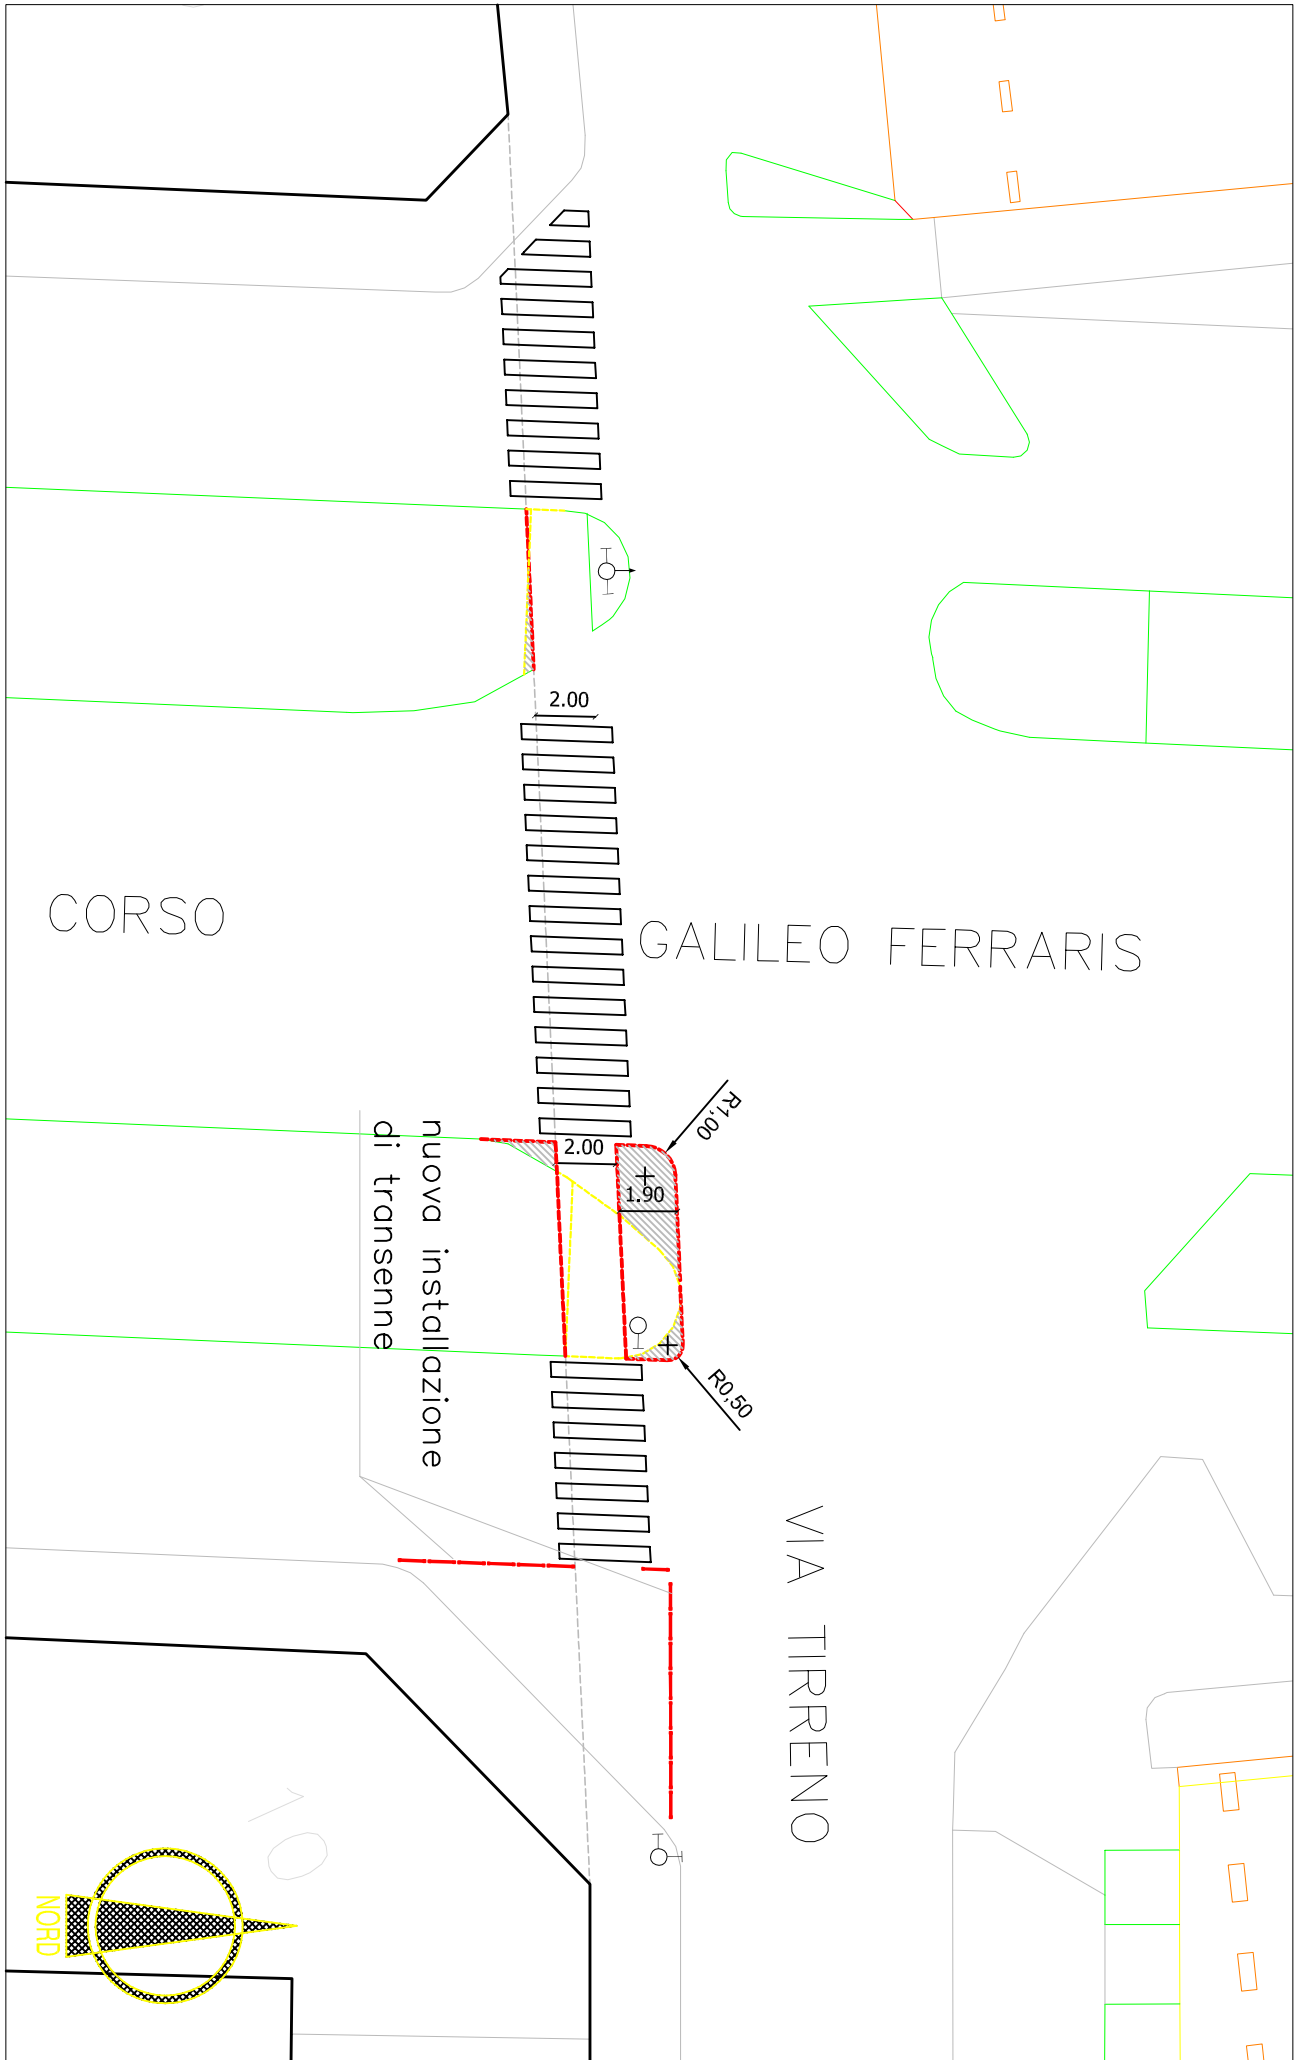 2.00
CORSO
GALILEO FERRARIS
R1,00
2.00
1.90
nuova installazione
di transenne
R0,50
VIA TIRRENO
NORD